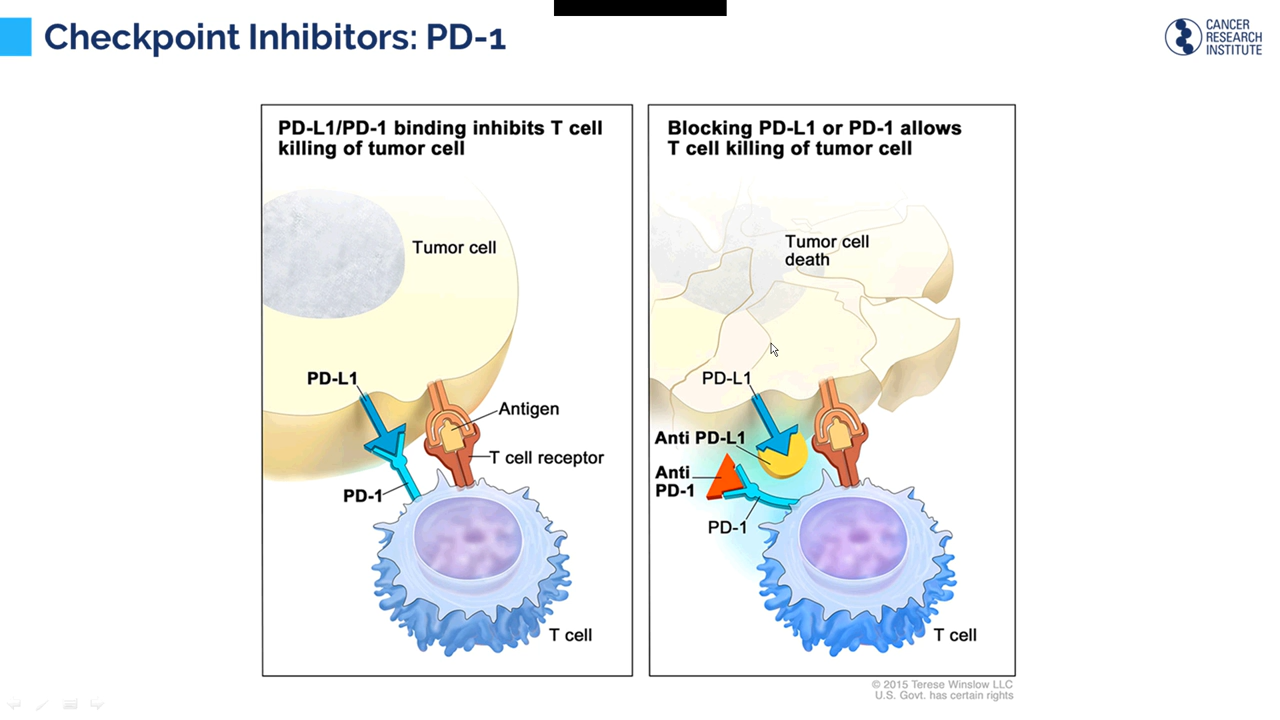 Checkpoint Inhibitors: PD-1
CANCER
RESEARCH
INSTITUTE
PD-L1/PD-1 binding inhibits T cell
killing of tumor cell
Tumor cell
PD-L1
Antigen
T cell receptor
PD-1
T cell
Blocking PD-L1 or PD-1 allows
T cell killing of tumor cell
Tumor cell
death
PD-L1
Anti PD-L1
Anti
PD-1
PD-1
T cell
© 2015 Terese Winslow LLC
U.S. Govt. has certain rights